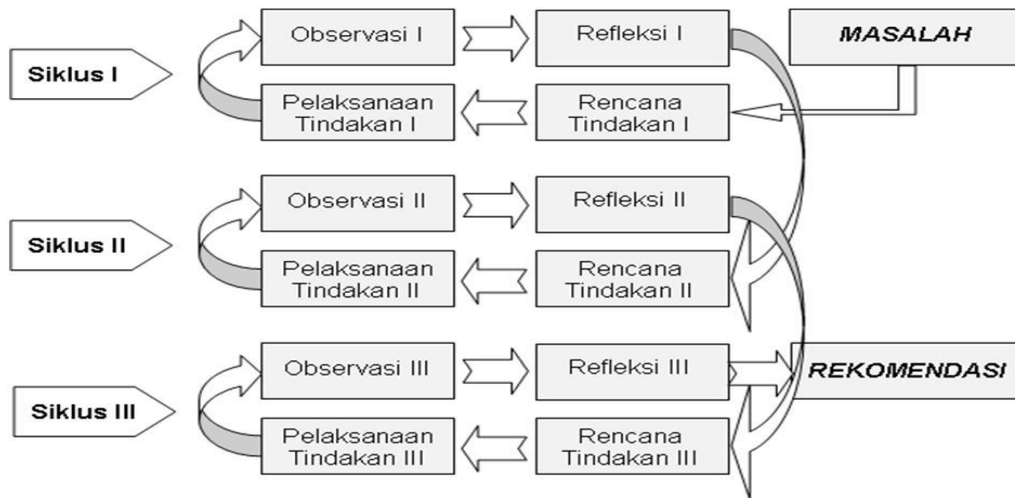 Siklus I
Observasi I
Refleksi I
MASALAH
Pelaksanaan
Tindakan I
Rencana
Tindakan I
Siklus II
Observasi II
Refleksi II
Pelaksanaan
Tindakan II
Rencana
Tindakan II
Siklus III
Observasi III
Refleksi III
REKOMENDASI
Pelaksanaan
Tindakan III
Rencana
Tindakan III